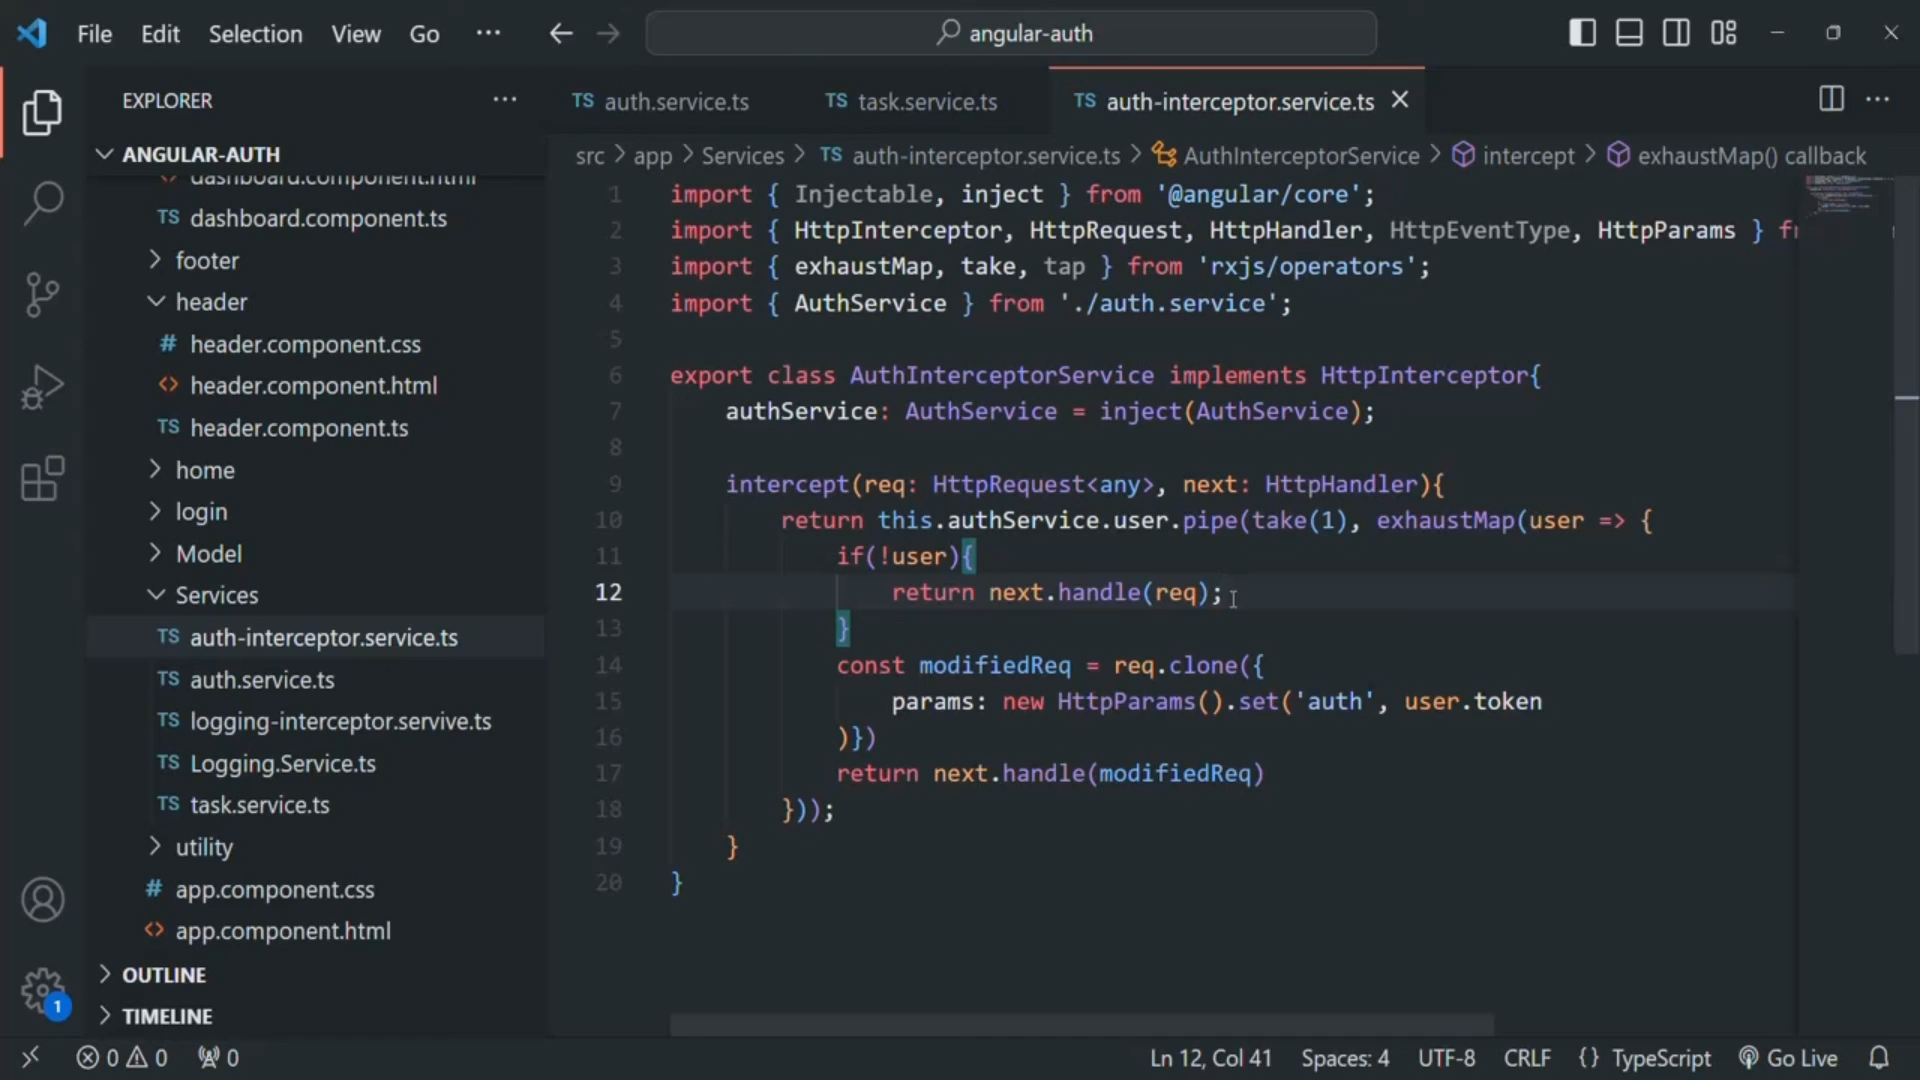 File Edit Selection View Go ··· angular-auth
EXPLORER ···
ANGULAR-AUTH
dashboard.component.html
TS dashboard.component.ts
footer
header
# header.component.css
<> header.component.html
TS header.component.ts
home
login
Model
Services
TS auth-interceptor.service.ts
TS auth.service.ts
TS logging-interceptor.servive.ts
TS Logging.Service.ts
TS task.service.ts
utility
# app.component.css
<> app.component.html
OUTLINE
TIMELINE
1
TS auth.service.ts TS task.service.ts TS auth-interceptor.service.ts
src > app > Services > TS auth-interceptor.service.ts > AuthInterceptorService > intercept > exhaustMap() callback
1 import { Injectable, inject } from '@angular/core';
2 import { HttpInterceptor, HttpRequest, HttpHandler, HttpEventType, HttpParams } fr
3 import { exhaustMap, take, tap } from 'rxjs/operators';
4 import { AuthService } from './auth.service';
5
6 export class AuthInterceptorService implements HttpInterceptor{
7 authService: AuthService = inject(AuthService);
8
9 intercept(req: HttpRequest<any>, next: HttpHandler){
10 return this.authService.user.pipe(take(1), exhaustMap(user => {
11 if(!user){
12 return next.handle(req);
13 }
14 const modifiedReq = req.clone({
15 params: new HttpParams().set('auth', user.token
16 )})
17 return next.handle(modifiedReq)
18 }));
19 }
20 }
0 0 0 Ln 12, Col 41 Spaces: 4 UTF-8 CRLF {} TypeScript Go Live